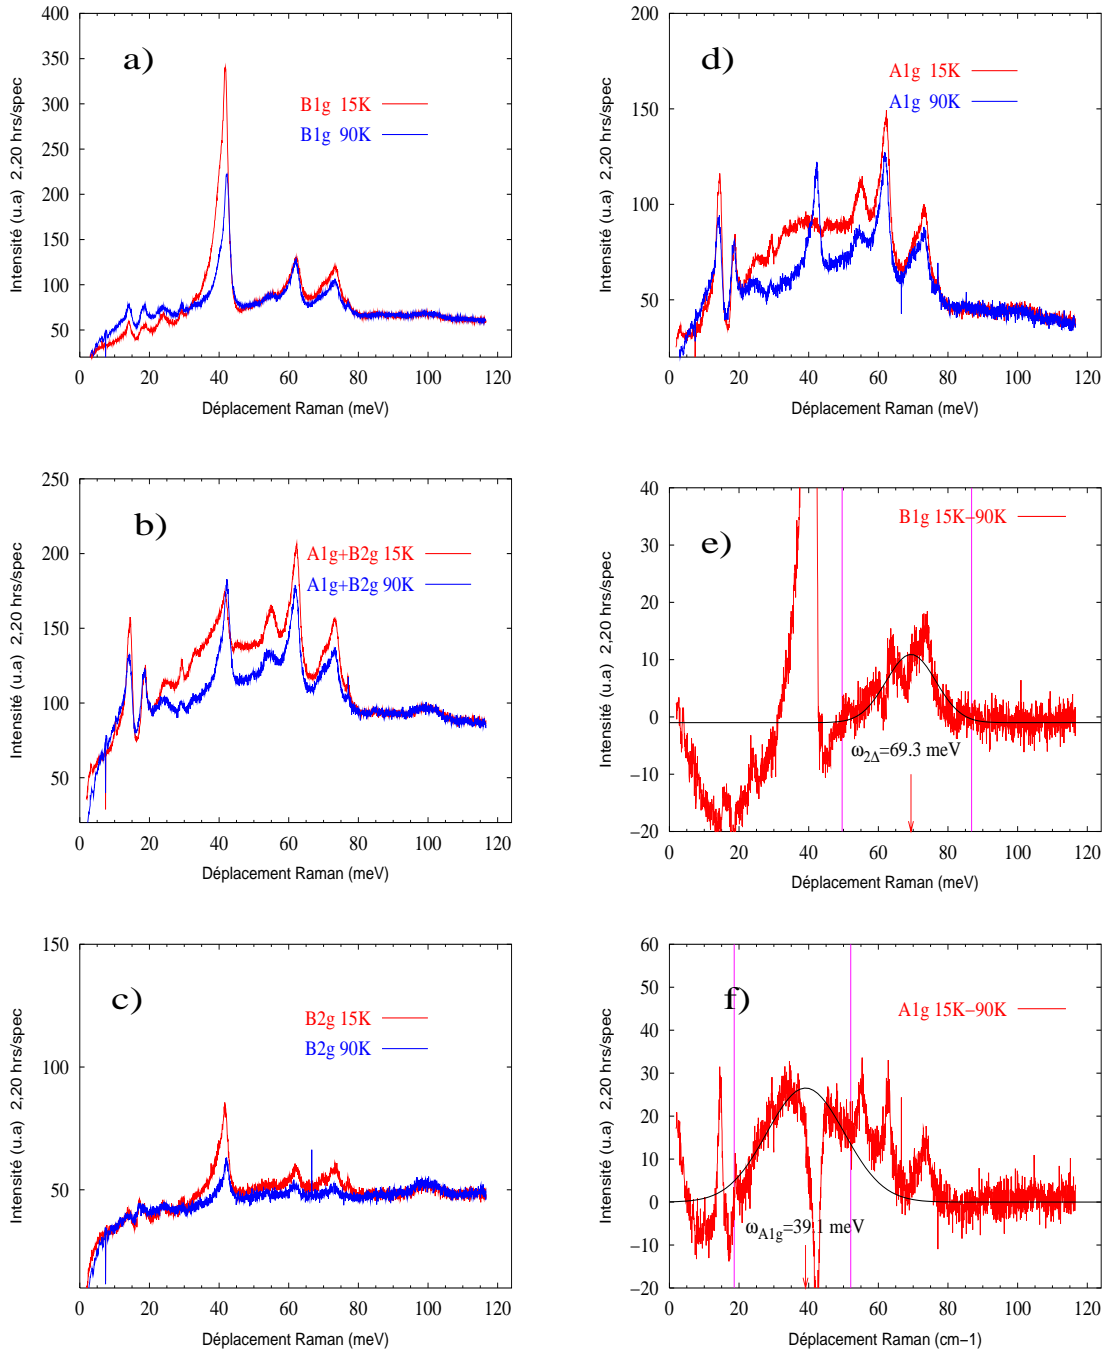 a)
B1g 15K
B1g 90K
Intensité (u.a) 2,20 hrs/spec
400
350
300
250
200
150
100
50
0 20 40 60 80 100 120
Déplacement Raman (meV)
d)
A1g 15K
A1g 90K
Intensité (u.a) 2,20 hrs/spec
200
150
100
50
0 20 40 60 80 100 120
Déplacement Raman (meV)
b)
A1g+B2g 15K
A1g+B2g 90K
Intensité (u.a) 2,20 hrs/spec
250
200
150
100
50
0 20 40 60 80 100 120
Déplacement Raman (meV)
e)
B1g 15K−90K
ω2Δ=69.3 meV
Intensité (u.a) 2,20 hrs/spec
40
30
20
10
0
−10
−20
0 20 40 60 80 100 120
Déplacement Raman (meV)
c)
B2g 15K
B2g 90K
Intensité (u.a) 2,20 hrs/spec
150
100
50
0 20 40 60 80 100 120
Déplacement Raman (meV)
f)
A1g 15K−90K
ωA1g=39.1 meV
Intensité (u.a) 2,20 hrs/spec
60
50
40
30
20
10
0
−10
−20
0 20 40 60 80 100 120
Déplacement Raman (cm−1)